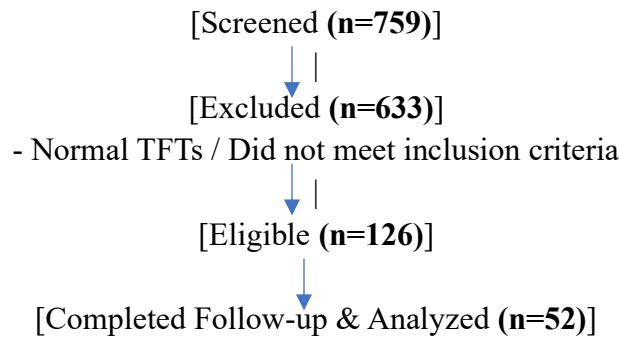 [Screened (n=759)]
|
[Excluded (n=633)]
- Normal TFTs / Did not meet inclusion criteria
|
[Eligible (n=126)]
[Completed Follow-up & Analyzed (n=52)]